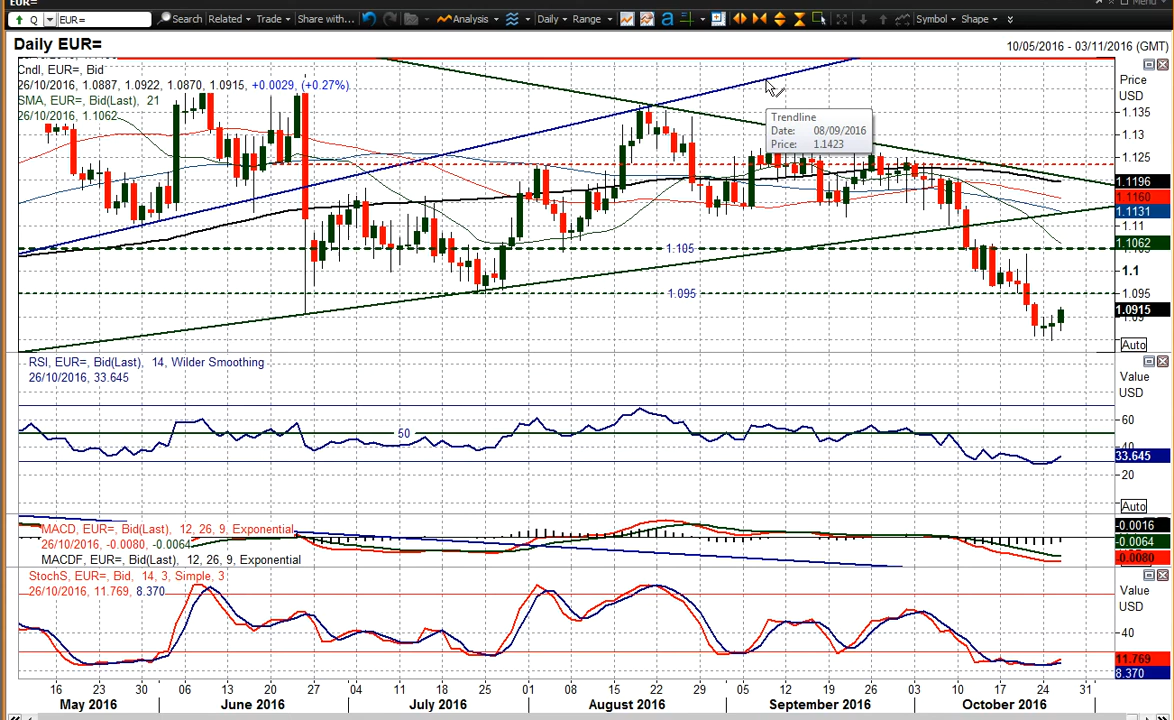 EUR=
Menu
Q EUR= Search Related Trade Share with... Analysis Daily Range a Symbol Shape
Daily EUR=
10/05/2016 - 03/11/2016 (GMT)
Cndl, EUR=, Bid
26/10/2016, 1.0887, 1.0922, 1.0870, 1.0915, +0.0029, (+0.27%)
SMA, EUR=, Bid(Last), 21
26/10/2016, 1.1062
Trendline
Date: 08/09/2016
Price: 1.1423
Price
USD
1.135
1.13
1.125
1.1196
1.1160
1.1131
1.11
1.1062
1.105
1.1
1.095
1.095
1.0915
1.09
Auto
RSI, EUR=, Bid(Last), 14, Wilder Smoothing
26/10/2016, 33.645
Value
USD
60
50
40
33.645
20
Auto
MACD, EUR=, Bid(Last), 12, 26, 9, Exponential
26/10/2016, -0.0080, -0.0064
MACDF, EUR=, Bid(Last), 12, 26, 9, Exponential
-0.0016
-0.0064
-0.0080
StochS, EUR=, Bid, 14, 3, Simple, 3
26/10/2016, 11.769, 8.370
Value
USD
40
11.769
8.370
16 23 30 06 13 20 27 04 11 18 25 01 08 15 22 29 05 12 19 26 03 10 17 24 31
May 2016 June 2016 July 2016 August 2016 September 2016 October 2016